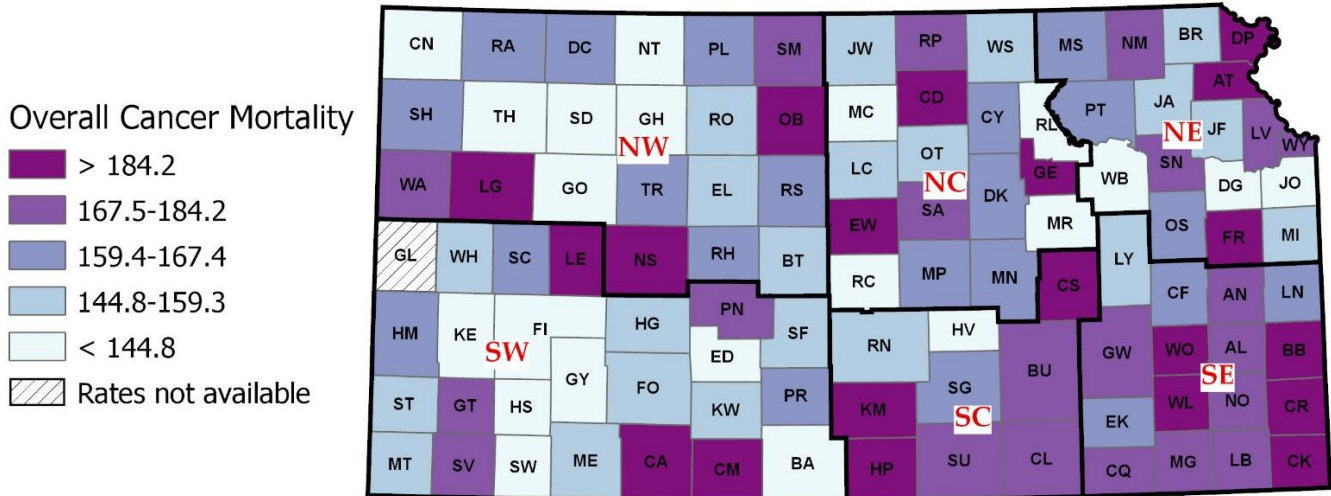 Overall Cancer Mortality
> 184.2
167.5-184.2
159.4-167.4
144.8-159.3
< 144.8
Rates not available
CN RA DC NT PL SM JW RP WS MS NM BR DP
SH TH SD GH RO OB MC CD CY RL PT JA AT
NW NE
LC OT JF LV WY
WA LG GO TR EL RS NC DK GE WB SN DG JO
EW SA MR OS FR MI
GL WH SC LE NS RH BT RC MP MN CS LY
HM KE FI HG PN SF RN HV CF AN LN
SW ED GW WO AL BB
GY FO SG BU SE
ST GT HS KW PR KM SC WL NO CR
EK
MT SV SW ME CA CM BA HP SU CL CQ MG LB CK